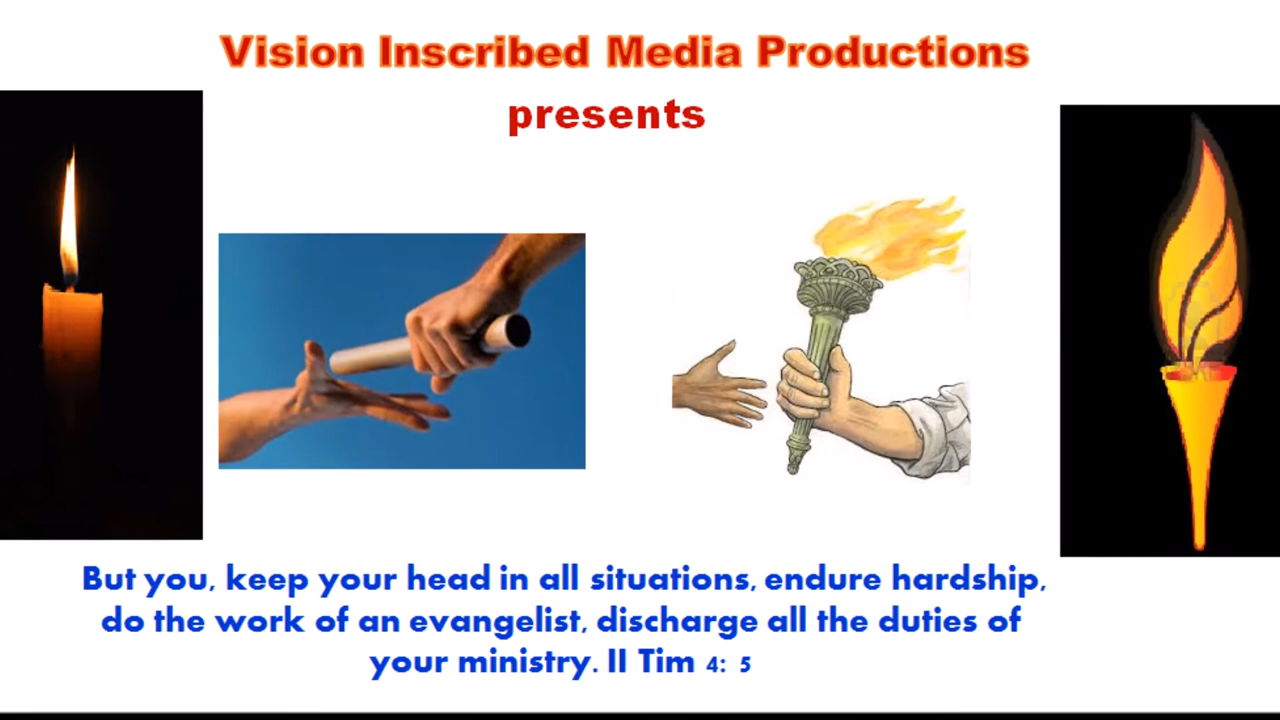 Vision Inscribed Media Productions
presents
But you, keep your head in all situations, endure hardship,
do the work of an evangelist, discharge all the duties of
your ministry. II Tim 4: 5